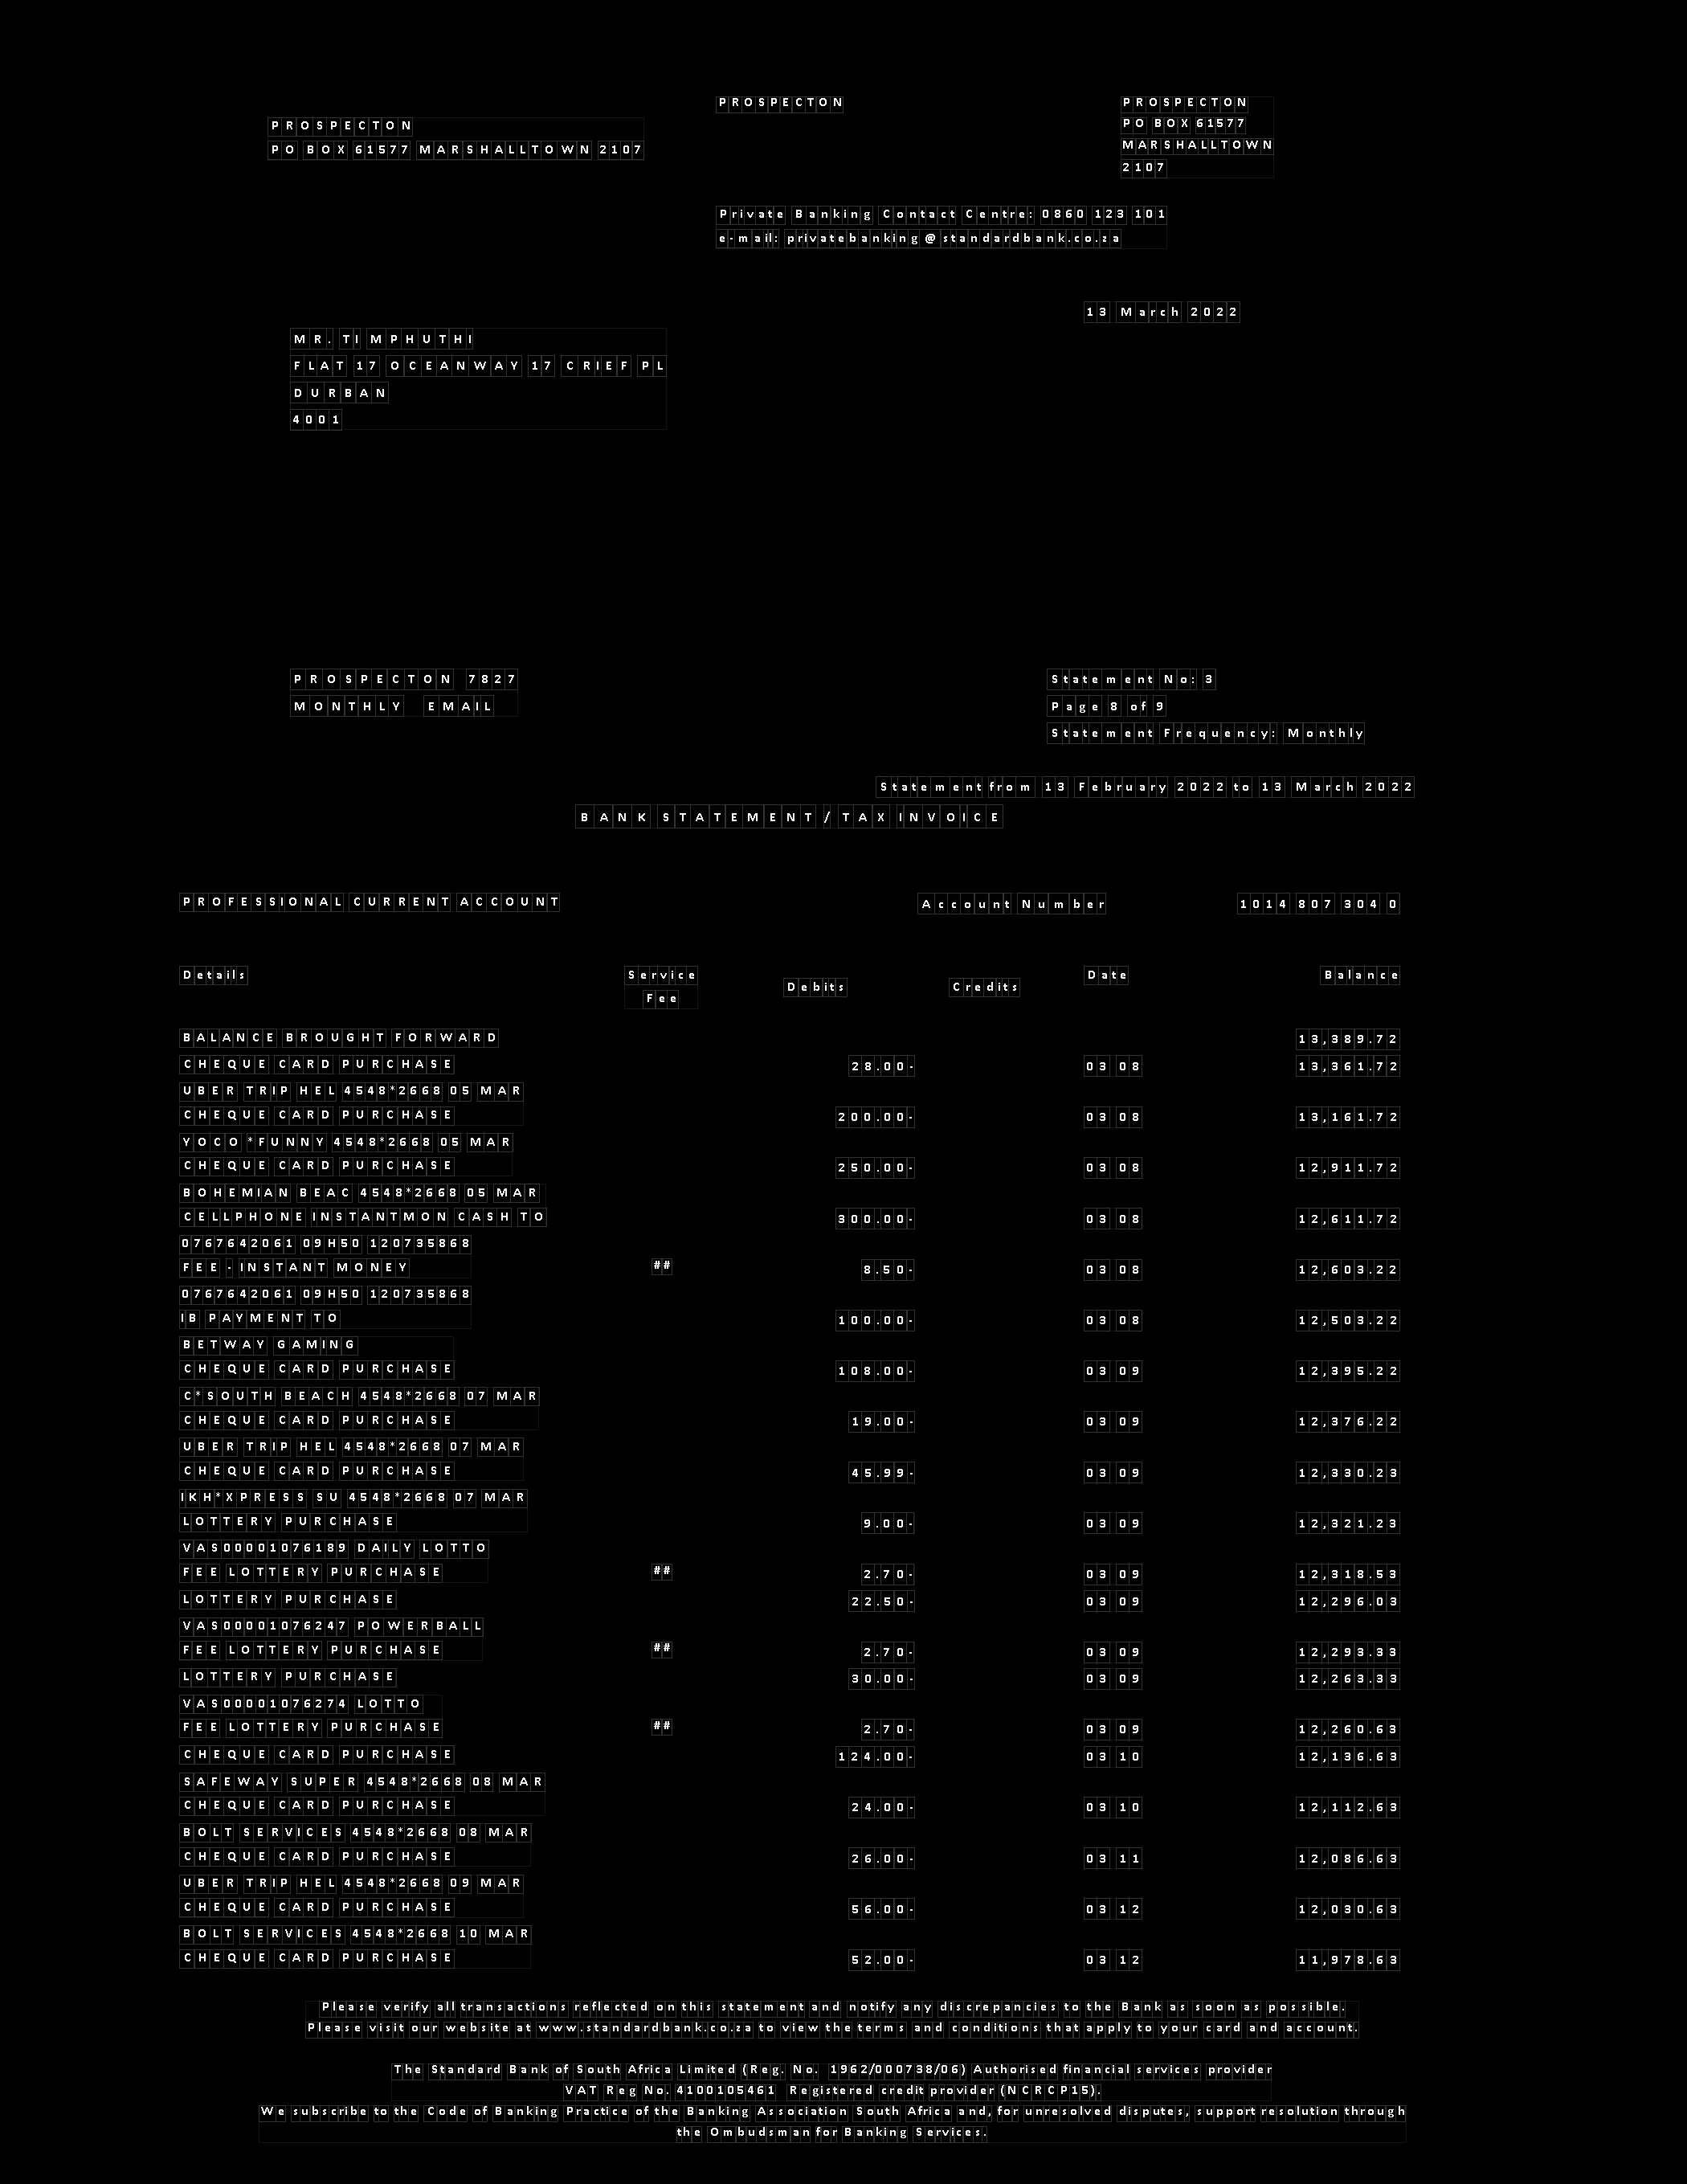 PROSPECTON
PROSPECTON
PO BOX 61577 MARSHALLTOWN 2107
PROSPECTON
PO BOX 61577
MARSHALLTOWN
2107
Private Banking Contact Centre: 0860 123 101
e-mail: privatebanking@standardbank.co.za
13 March 2022
MR. TI MPHUTHI
FLAT 17 OCEANWAY 17 CRIEF PL
DURBAN
4001
PROSPECTON 7827
MONTHLY EMAIL
Statement No: 3
Page 8 of 9
Statement Frequency: Monthly
Statement from 13 February 2022 to 13 March 2022
BANK STATEMENT / TAX INVOICE
PROFESSIONAL CURRENT ACCOUNT Account Number 1014 807 304 0
Details Service Fee Debits Credits Date Balance
BALANCE BROUGHT FORWARD 13,389.72
CHEQUE CARD PURCHASE 28.00- 03 08 13,361.72
UBER TRIP HEL 4548*2668 05 MAR
CHEQUE CARD PURCHASE 200.00- 03 08 13,161.72
YOCO *FUNNY 4548*2668 05 MAR
CHEQUE CARD PURCHASE 250.00- 03 08 12,911.72
BOHEMIAN BEAC 4548*2668 05 MAR
CELLPHONE INSTANTMON CASH TO 300.00- 03 08 12,611.72
0767642061 09H50 120735868
FEE - INSTANT MONEY ## 8.50- 03 08 12,603.22
0767642061 09H50 120735868
IB PAYMENT TO 100.00- 03 08 12,503.22
BETWAY GAMING
CHEQUE CARD PURCHASE 108.00- 03 09 12,395.22
C*SOUTH BEACH 4548*2668 07 MAR
CHEQUE CARD PURCHASE 19.00- 03 09 12,376.22
UBER TRIP HEL 4548*2668 07 MAR
CHEQUE CARD PURCHASE 45.99- 03 09 12,330.23
IKH*XPRESS SU 4548*2668 07 MAR
LOTTERY PURCHASE 9.00- 03 09 12,321.23
VAS00001076189 DAILY LOTTO
FEE LOTTERY PURCHASE ## 2.70- 03 09 12,318.53
LOTTERY PURCHASE 22.50- 03 09 12,296.03
VAS00001076247 POWERBALL
FEE LOTTERY PURCHASE ## 2.70- 03 09 12,293.33
LOTTERY PURCHASE 30.00- 03 09 12,263.33
VAS00001076274 LOTTO
FEE LOTTERY PURCHASE ## 2.70- 03 09 12,260.63
CHEQUE CARD PURCHASE 124.00- 03 10 12,136.63
SAFEWAY SUPER 4548*2668 08 MAR
CHEQUE CARD PURCHASE 24.00- 03 10 12,112.63
BOLT SERVICES 4548*2668 08 MAR
CHEQUE CARD PURCHASE 26.00- 03 11 12,086.63
UBER TRIP HEL 4548*2668 09 MAR
CHEQUE CARD PURCHASE 56.00- 03 12 12,030.63
BOLT SERVICES 4548*2668 10 MAR
CHEQUE CARD PURCHASE 52.00- 03 12 11,978.63
Please verify all transactions reflected on this statement and notify any discrepancies to the Bank as soon as possible.
Please visit our website at www.standardbank.co.za to view the terms and conditions that apply to your card and account.
The Standard Bank of South Africa Limited (Reg. No. 1962/000738/06) Authorised financial services provider
VAT Reg No. 4100105461 Registered credit provider (NCRCP15).
We subscribe to the Code of Banking Practice of the Banking Association South Africa and, for unresolved disputes, support resolution through
the Ombudsman for Banking Services.